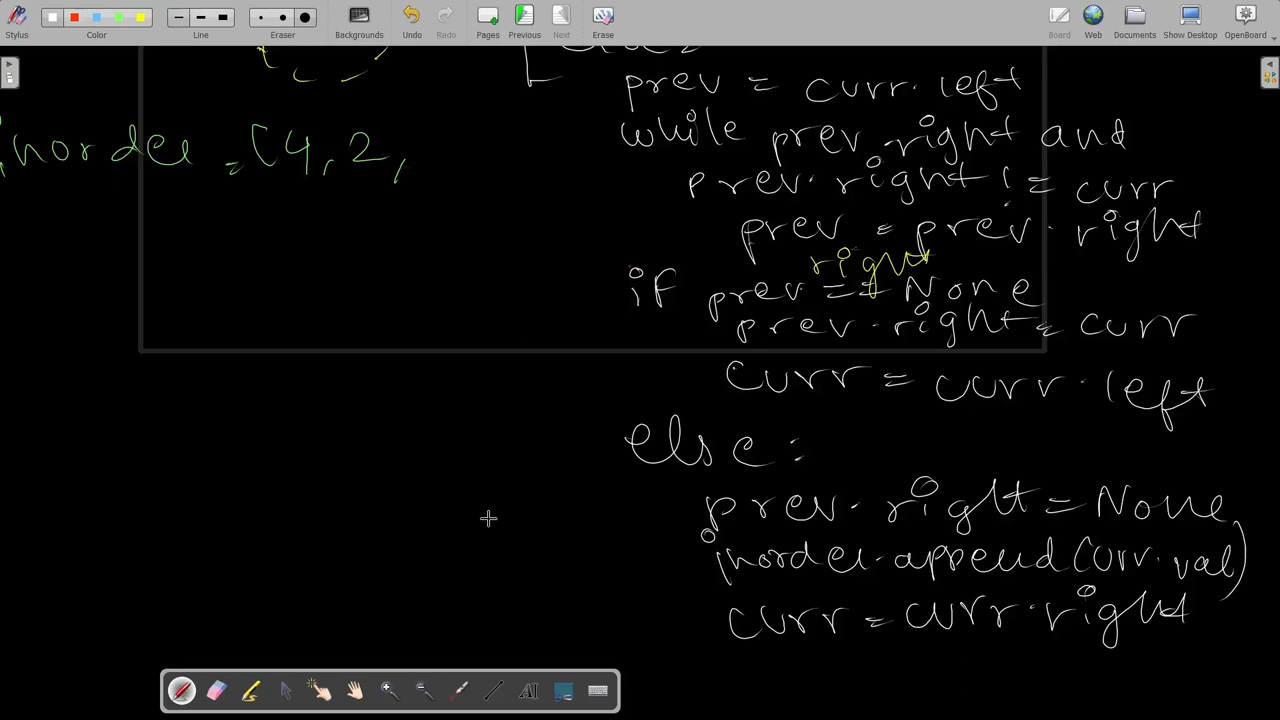 Stylus
Color
Line
Eraser
Backgrounds
Undo
Redo
Pages
Previous
Next
Erase
Board
Web
Documents
Show Desktop
OpenBoard
inorder = [4, 2,
prev = curr.left
while prev.right and
prev.right != curr
prev = prev.right
right
if prev == None
prev.right = curr
curr = curr.left
else:
prev.right = None
inorder.append(curr.val)
curr = curr.right
AI